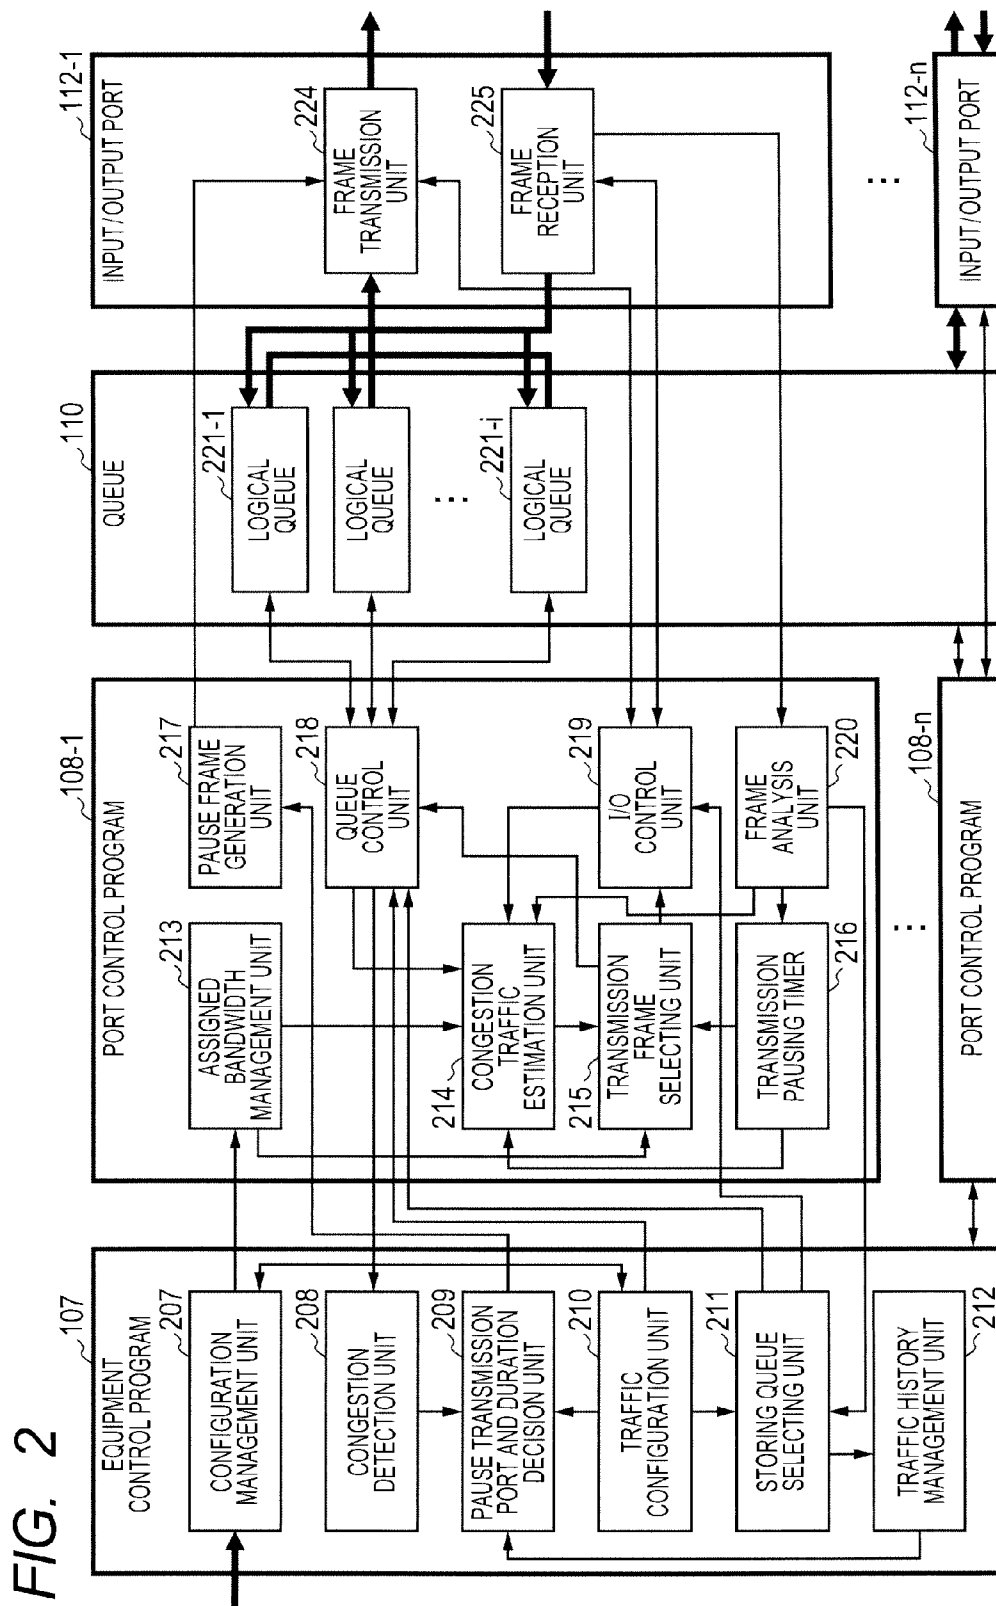 FIG. 2
107
EQUIPMENT
CONTROL PROGRAM
207
CONFIGURATION
MANAGEMENT UNIT
208
CONGESTION
DETECTION UNIT
209
PAUSE TRANSMISSION
PORT AND DURATION
DECISION UNIT
210
TRAFFIC
CONFIGURATION UNIT
211
STORING QUEUE
SELECTING UNIT
212
TRAFFIC HISTORY
MANAGEMENT UNIT
108-1
PORT CONTROL PROGRAM
213
ASSIGNED
BANDWIDTH
MANAGEMENT UNIT
214
CONGESTION
TRAFFIC
ESTIMATION UNIT
215
TRANSMISSION
FRAME
SELECTING UNIT
216
TRANSMISSION
PAUSING TIMER
217
PAUSE FRAME
GENERATION
UNIT
218
QUEUE
CONTROL
UNIT
219
I/O
CONTROL
UNIT
220
FRAME
ANALYSIS
UNIT
...
108-n
PORT CONTROL PROGRAM
110
QUEUE
221-1
LOGICAL
QUEUE
LOGICAL
QUEUE
...
221-i
LOGICAL
QUEUE
112-1
INPUT/OUTPUT PORT
224
FRAME
TRANSMISSION
UNIT
225
FRAME
RECEPTION
UNIT
...
112-n
INPUT/OUTPUT PORT